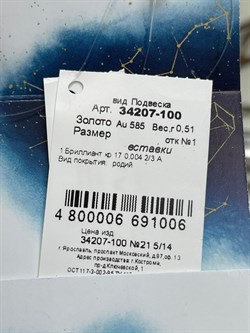 вид Подвеска
Арт. 34207-100
Золото Au 585 Вес,г 0,51
Размер отк №1
вставки
1 Бриллиант кр 17 0,004 2/3 А
Вид покрытия: родий
4 800006 691006
Цена изд.
34207-100 №21 5/14
г. Ярославль, проспект Московский, д.97,оф. 13
Адрес производства: г.Кострома,
пр-д Ключевской, 1